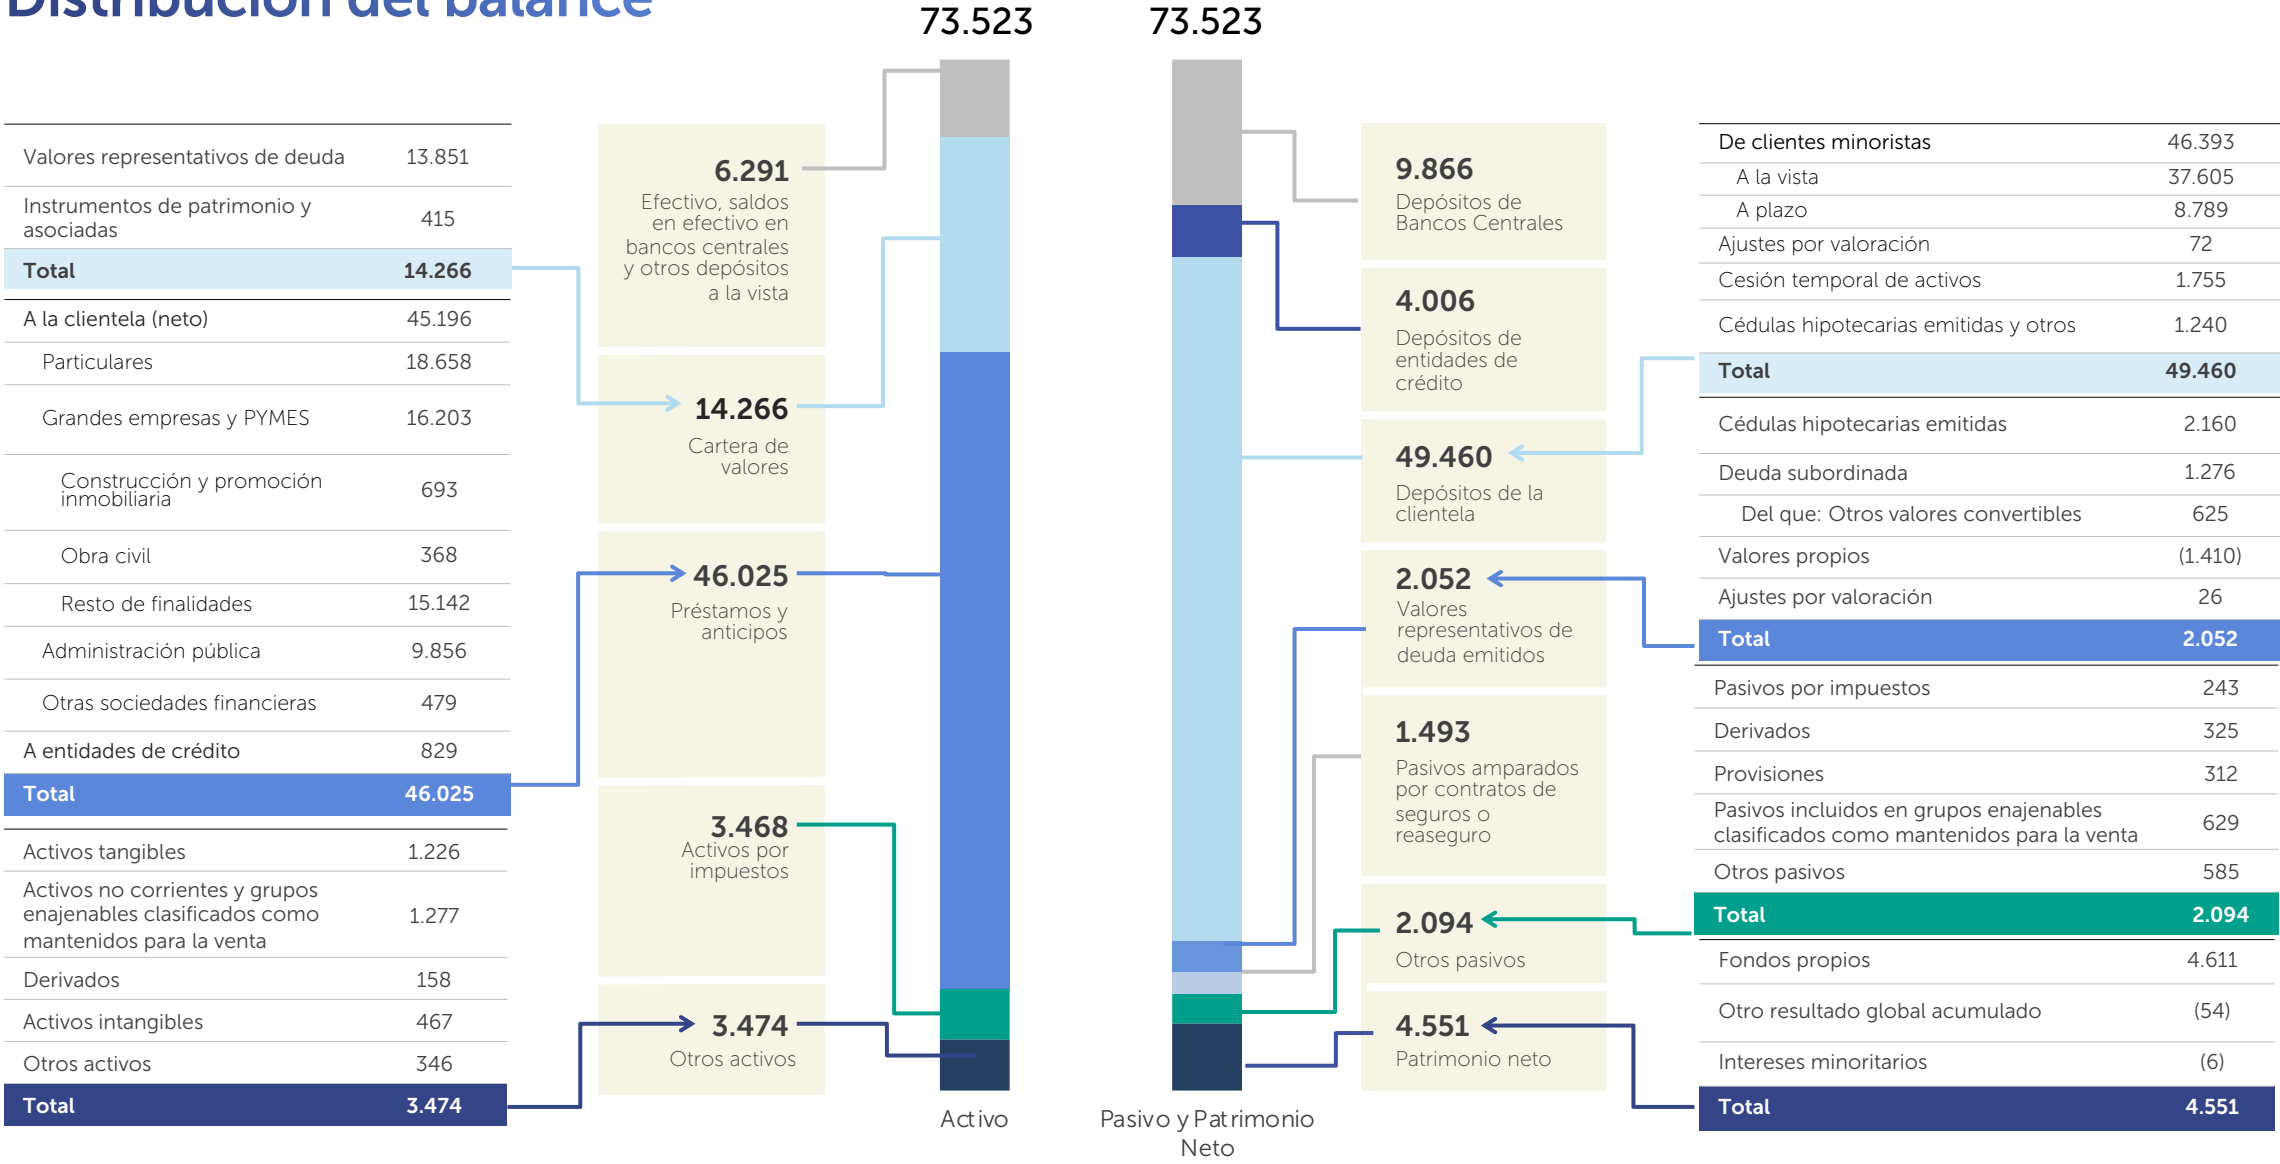 Distribución del balance
73.523
73.523
Valores representativos de deuda 13.851
Instrumentos de patrimonio y
asociadas 415
Total 14.266
A la clientela (neto) 45.196
Particulares 18.658
Grandes empresas y PYMES 16.203
Construcción y promoción
inmobiliaria 693
Obra civil 368
Resto de finalidades 15.142
Administración pública 9.856
Otras sociedades financieras 479
A entidades de crédito 829
Total 46.025
Activos tangibles 1.226
Activos no corrientes y grupos
enajenable clasificados como
mantenidos para la venta 1.277
Derivados 158
Activos intangibles 467
Otros activos 346
Total 3.474
6.291
Efectivo, saldos
en efectivo en
bancos centrales
y otros depósitos
a la vista
14.266
Cartera de
valores
46.025
Préstamos y
anticipos
3.468
Activos por
impuestos
3.474
Otros activos
Activo
Pasivo y Patrimonio
Neto
9.866
Depósitos de
Bancos Centrales
4.006
Depósitos de
entidades de
crédito
49.460
Depósitos de la
clientela
2.052
Valores
representativos de
deuda emitidos
1.493
Pasivos amparados
por contratos de
seguros o
reaseguro
2.094
Otros pasivos
4.551
Patrimonio neto
De clientes minoristas 46.393
A la vista 37.605
A plazo 8.789
Ajustes por valoración 72
Cesión temporal de activos 1.755
Cédulas hipotecarias emitidas y otros 1.240
Total 49.460
Cédulas hipotecarias emitidas 2.160
Deuda subordinada 1.276
Del que: Otros valores convertibles 625
Valores propios (1.410)
Ajustes por valoración 26
Total 2.052
Pasivos por impuestos 243
Derivados 325
Provisiones 312
Pasivos incluidos en grupos enajenables
clasificados como mantenidos para la venta 629
Otros pasivos 585
Total 2.094
Fondos propios 4.611
Otro resultado global acumulado (54)
Intereses minoritarios (6)
Total 4.551